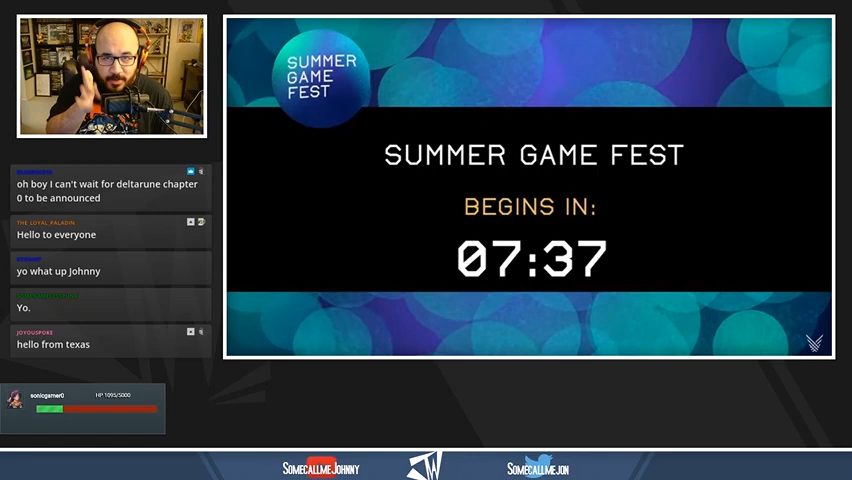 SUMMER
GAME
FEST
SUMMER GAME FEST
BEGINS IN:
07:37
oh boy I can't wait for deltarune chapter
0 to be announced
THE LOYAL PALADIN
Hello to everyone
yo what up Johnny
Yo.
JOYOUSPOKE
hello from texas
sonicgamer0 HP 1095/5000
SOMECALLMEJOHNNY
SOMECALLMEJON